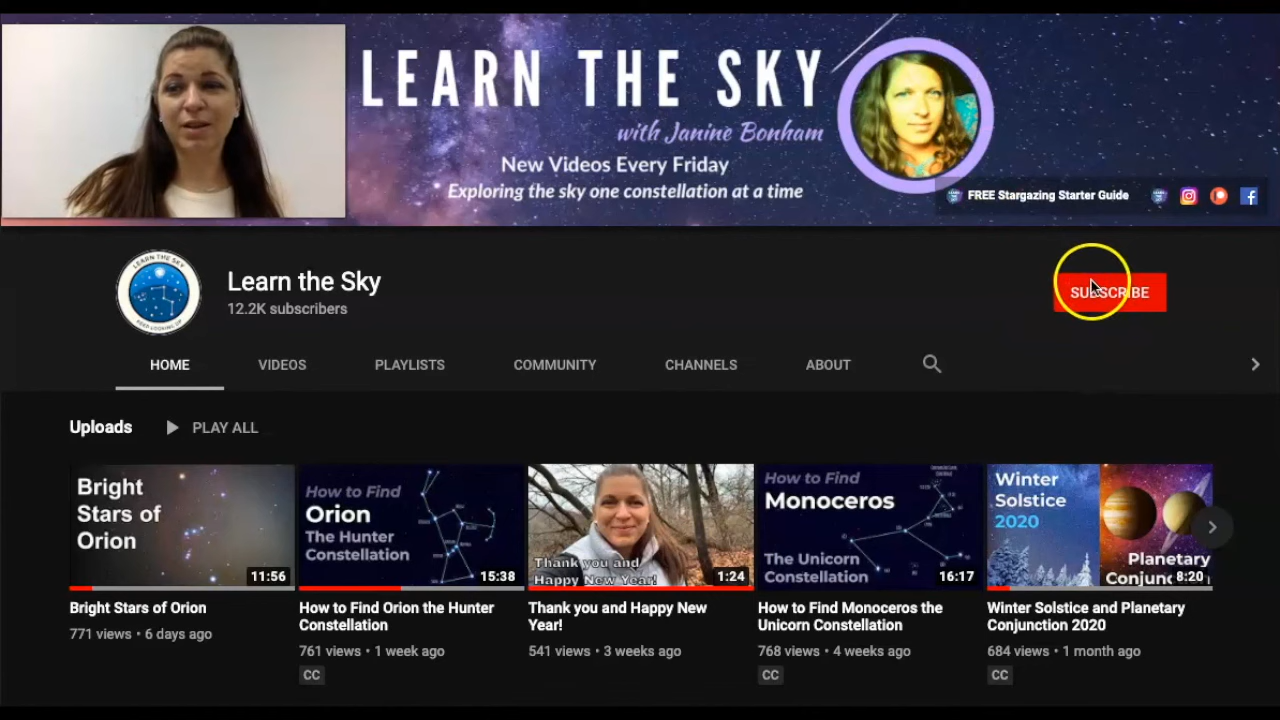 LEARN THE SKY
with Janine Bonham
New Videos Every Friday
Exploring the sky one constellation at a time
FREE Stargazing Starter Guide
LEARN THE SKY
KEEP LOOKING UP
Learn the Sky
12.2K subscribers
SUBSCRIBE
HOME VIDEOS PLAYLISTS COMMUNITY CHANNELS ABOUT
Uploads PLAY ALL
Bright
Stars of
Orion
11:56
How to Find
Orion
The Hunter
Constellation
15:38
Thank you and
Happy New Year!
1:24
How to Find
Monoceros
The Unicorn
Constellation
16:17
Winter
Solstice
2020
Planetary
Conjunc
8:20
Bright Stars of Orion
771 views • 6 days ago
How to Find Orion the Hunter
Constellation
761 views • 1 week ago
CC
Thank you and Happy New
Year!
541 views • 3 weeks ago
How to Find Monoceros the
Unicorn Constellation
768 views • 4 weeks ago
CC
Winter Solstice and Planetary
Conjunction 2020
684 views • 1 month ago
CC